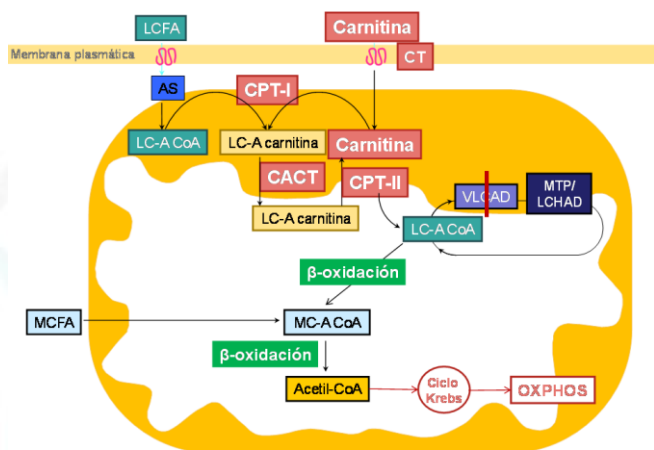 LCFA
Carnitina
Membrana plasmática
CT
AS
CPT-I
LC-A CoA
LC-A carnitina
Carnitina
CACT
CPT-II
VLCAD
MTP/
LCHAD
LC-A carnitina
LC-A CoA
β-oxidación
MCFA
MC-A CoA
β-oxidación
Acetil-CoA
Ciclo
Krebs
OXPHOS